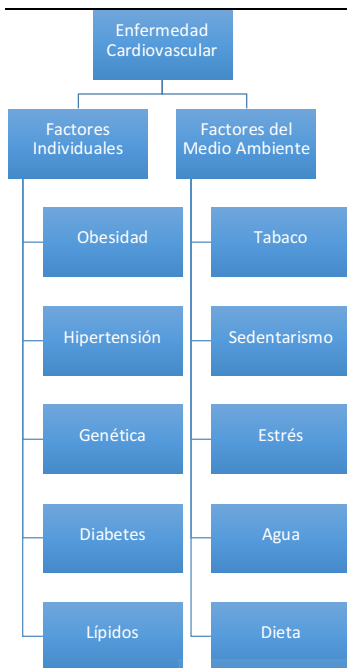 Enfermedad
Cardiovascular
Factores
Individuales
Obesidad
Hipertensión
Genética
Diabetes
Lípidos
Factores del
Medio Ambiente
Tabaco
Sedentarismo
Estrés
Agua
Dieta